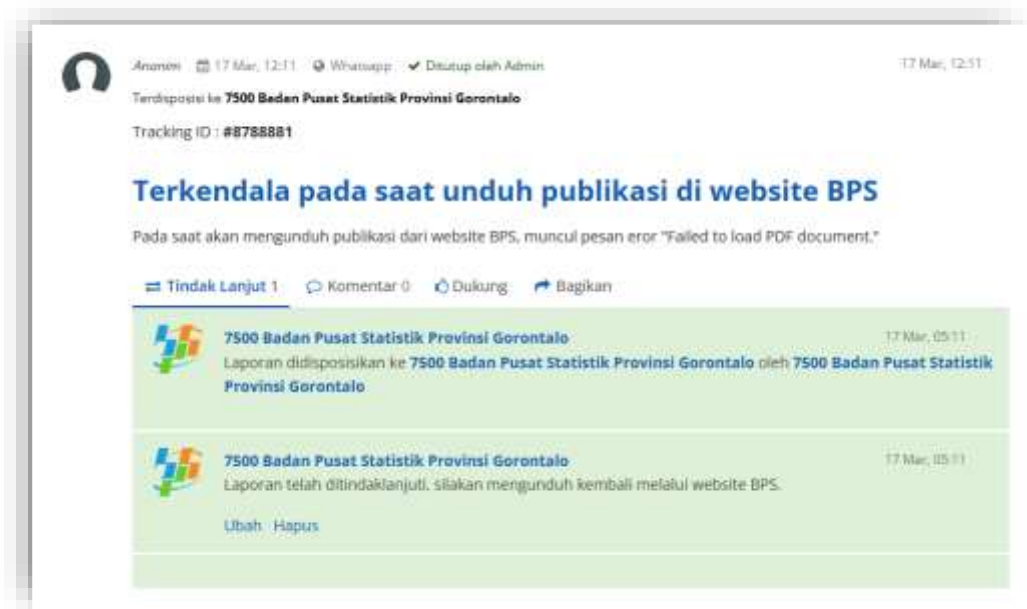 Anonim 17 Mar, 12:11 Whatsapp Ditutup oleh Admin 17 Mar, 12:11
Terdisposisi ke 7500 Badan Pusat Statistik Provinsi Gorontalo
Tracking ID : #8788881
Terkendala pada saat unduh publikasi di website BPS
Pada saat akan mengunduh publikasi dari website BPS, muncul pesan eror "Failed to load PDF document."
Tindak Lanjut 1 Komentar 0 Dukung Bagikan
7500 Badan Pusat Statistik Provinsi Gorontalo 17 Mar, 05:11
Laporan didisposisikan ke 7500 Badan Pusat Statistik Provinsi Gorontalo oleh 7500 Badan Pusat Statistik
Provinsi Gorontalo
7500 Badan Pusat Statistik Provinsi Gorontalo 17 Mar, 05:11
Laporan telah ditindaklanjuti. silakan mengunduh kembali melalui website BPS.
Ubah Hapus